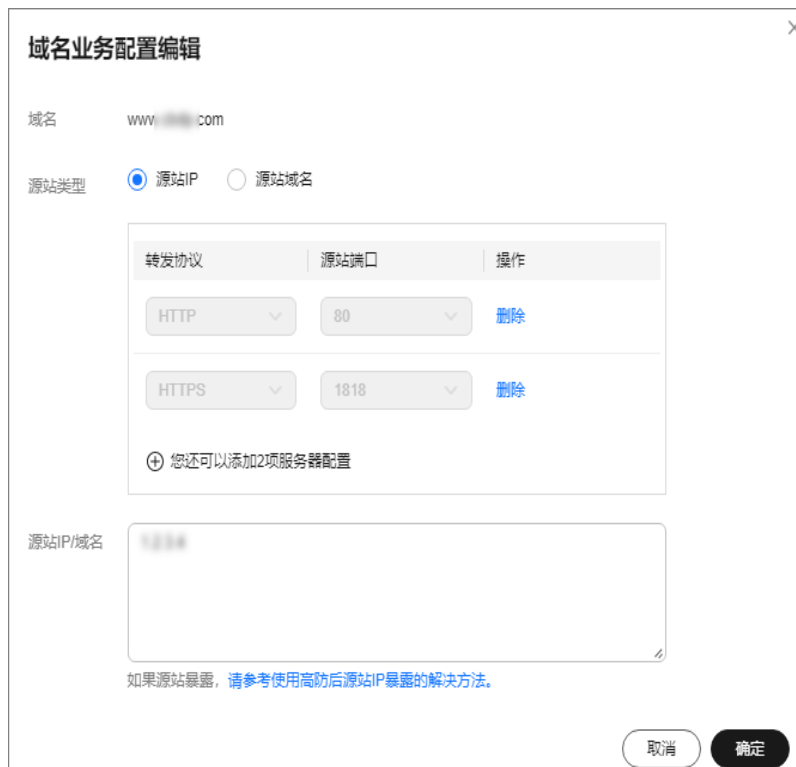 域名业务配置编辑
域名 www .com
源站类型 源站IP 源站域名
转发协议 源站端口 操作
HTTP 80 删除
HTTPS 1818 删除
您还可以添加2项服务器配置
源站IP/域名
如果源站暴露，请参考使用高防后源站IP暴露的解决方法。
取消 确定